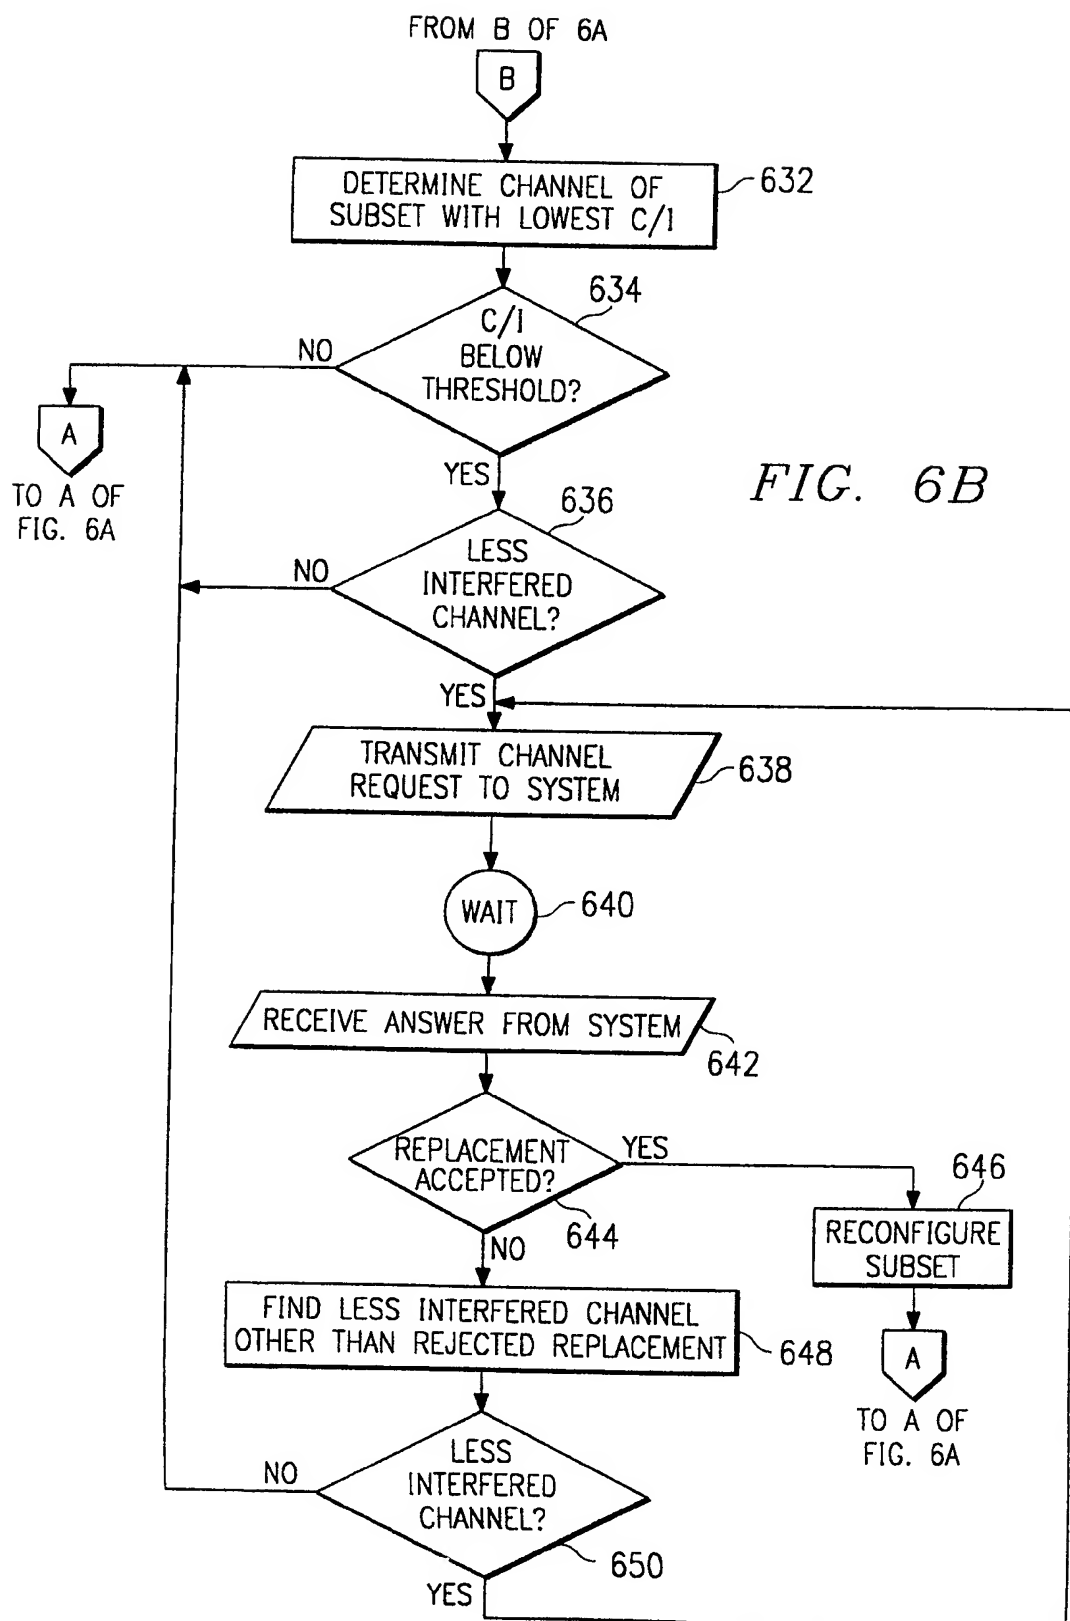 FROM B OF 6A
B
DETERMINE CHANNEL OF
SUBSET WITH LOWEST C/I
632
634
C/I
BELOW
THRESHOLD?
NO
A
TO A OF
FIG. 6A
YES
FIG. 6B
636
LESS
INTERFERED
CHANNEL?
NO
YES
TRANSMIT CHANNEL
REQUEST TO SYSTEM
638
WAIT
640
RECEIVE ANSWER FROM SYSTEM
642
REPLACEMENT
ACCEPTED?
YES
644
646
RECONFIGURE
SUBSET
NO
FIND LESS INTERFERED CHANNEL
OTHER THAN REJECTED REPLACEMENT
648
A
TO A OF
FIG. 6A
LESS
INTERFERED
CHANNEL?
NO
650
YES